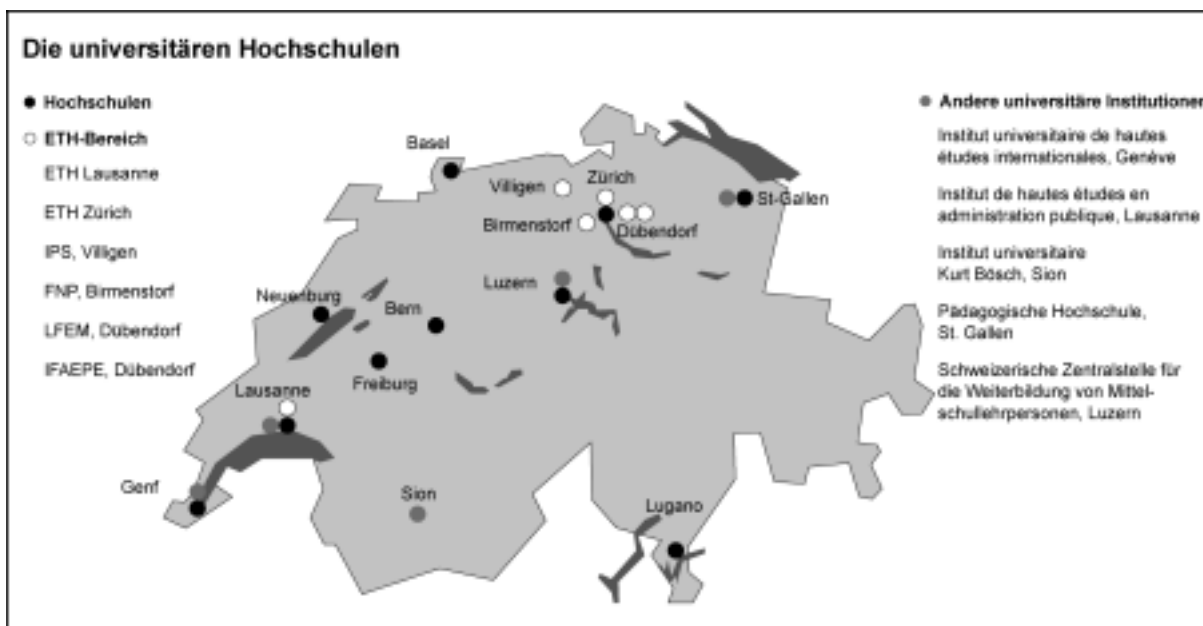 Die universitären Hochschulen
Hochschulen
ETH-Bereich
ETH Lausanne
ETH Zürich
IPS, Villigen
FNP, Birmenstorf
LFEM, Dübendorf
IFAEPE, Dübendorf
Basel
Villigen
Zürich
St-Gallen
Birmenstorf
Dübendorf
Luzern
Neuenburg
Bern
Freiburg
Lausanne
Genf
Sion
Lugano
Andere universitäre Institutionen
Institut universitaire de hautes
études internationales, Genève
Institut de hautes études en
administration publique, Lausanne
Institut universitaire
Kurt Bösch, Sion
Pädagogische Hochschule,
St. Gallen
Schweizerische Zentralstelle für
die Weiterbildung von Mittel-
schullehrpersonen, Luzern